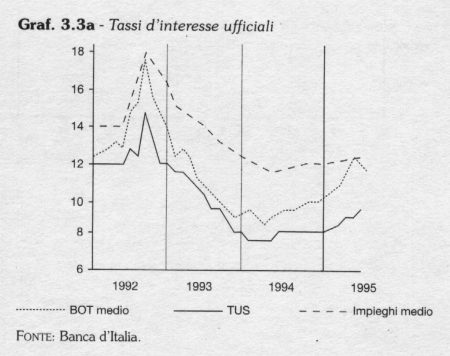 Graf. 3.3a - Tassi d'interesse ufficiali
18
16
14
12
10
8
6
1992 1993 1994 1995
BOT medio TUS Impieghi medio
FONTE: Banca d'Italia.